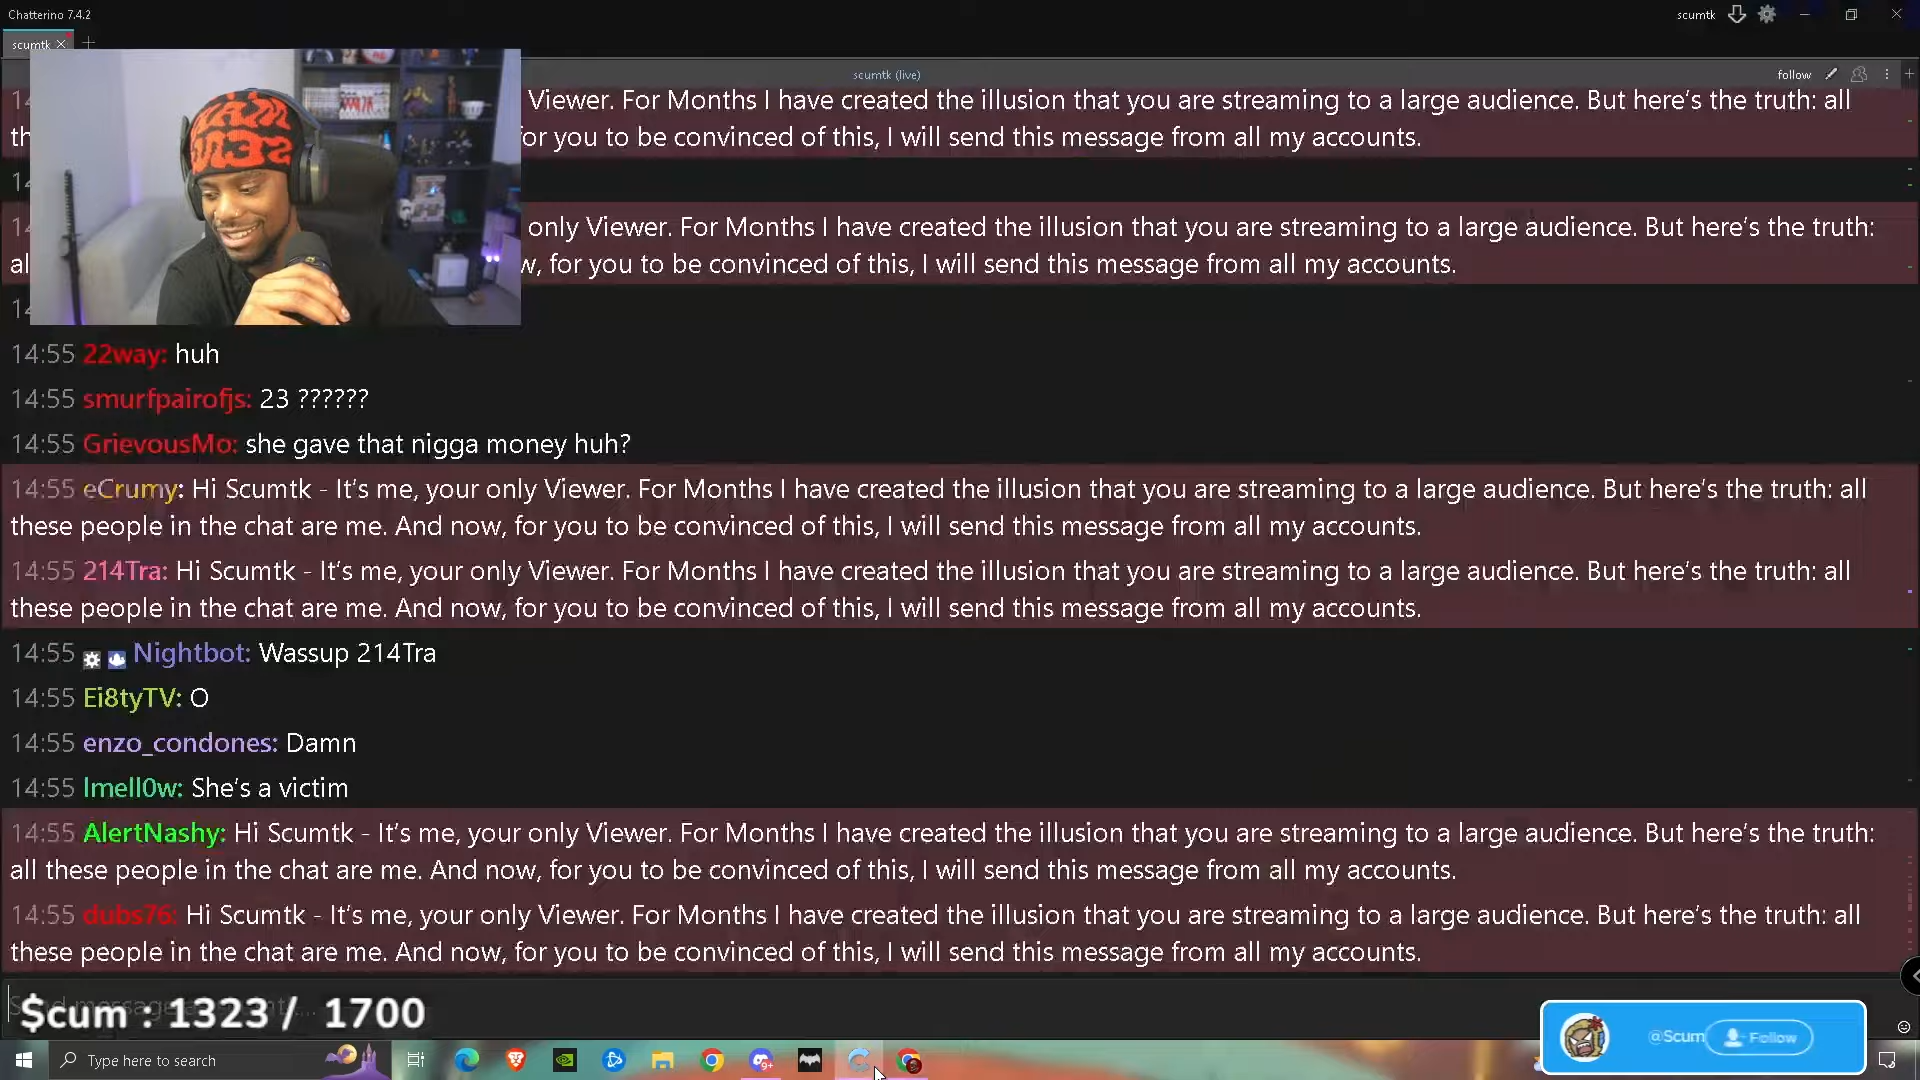 Chatterino 7.4.2
scumtk
scumtk
scumtk (live)
follow
Viewer. For Months I have created the illusion that you are streaming to a large audience. But here's the truth: all
for you to be convinced of this, I will send this message from all my accounts.
only Viewer. For Months I have created the illusion that you are streaming to a large audience. But here's the truth:
for you to be convinced of this, I will send this message from all my accounts.
14:55 22way: huh
14:55 smurfpairofjs: 23 ??????
14:55 GrievousMo: she gave that nigga money huh?
14:55 eCrumy: Hi Scumtk - It's me, your only Viewer. For Months I have created the illusion that you are streaming to a large audience. But here's the truth: all
these people in the chat are me. And now, for you to be convinced of this, I will send this message from all my accounts.
14:55 214Tra: Hi Scumtk - It's me, your only Viewer. For Months I have created the illusion that you are streaming to a large audience. But here's the truth: all
these people in the chat are me. And now, for you to be convinced of this, I will send this message from all my accounts.
14:55 Nightbot: Wassup 214Tra
14:55 Ei8tyTV: O
14:55 enzo_condones: Damn
14:55 lmell0w: She's a victim
14:55 AlertNashy: Hi Scumtk - It's me, your only Viewer. For Months I have created the illusion that you are streaming to a large audience. But here's the truth:
all these people in the chat are me. And now, for you to be convinced of this, I will send this message from all my accounts.
14:55 dubs76: Hi Scumtk - It's me, your only Viewer. For Months I have created the illusion that you are streaming to a large audience. But here's the truth: all
these people in the chat are me. And now, for you to be convinced of this, I will send this message from all my accounts.
$cum : 1323 / 1700
@Scum
Follow
Type here to search